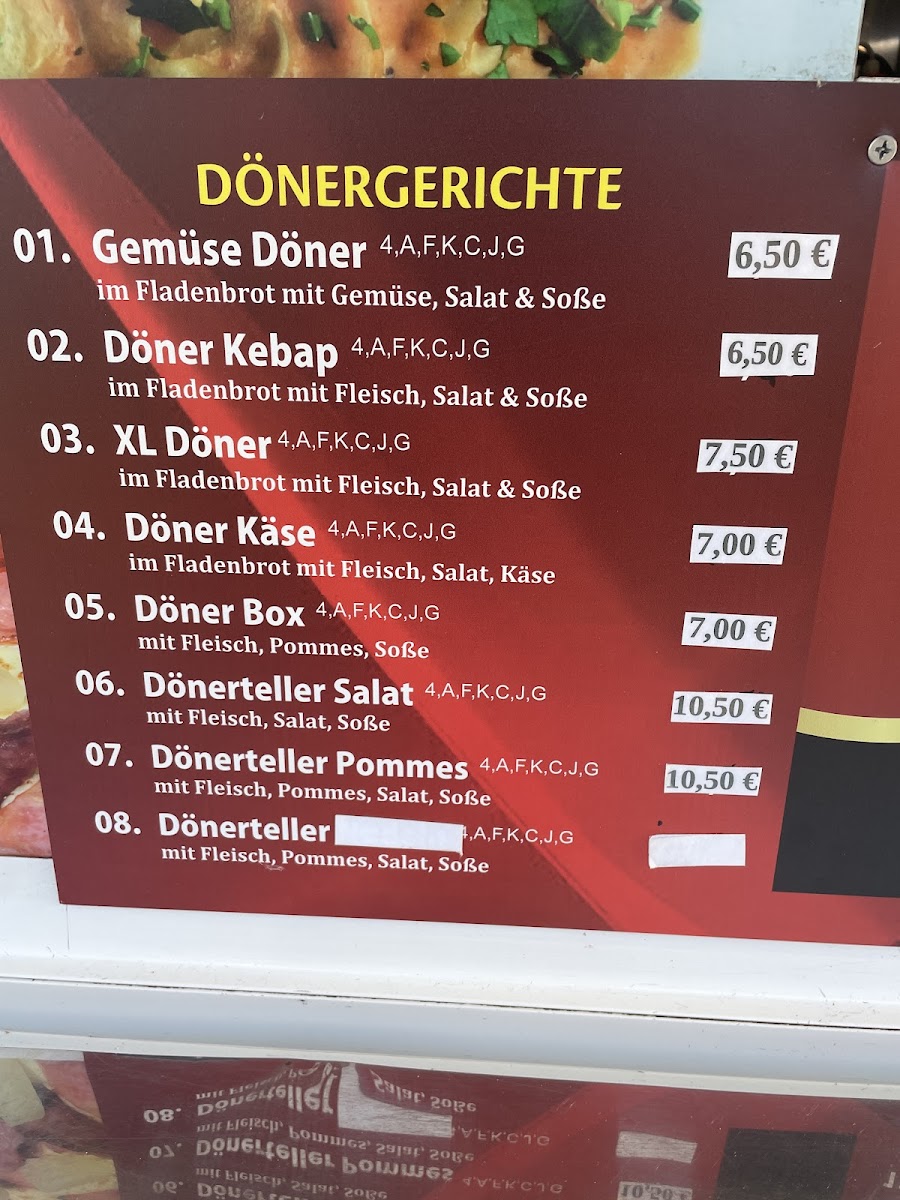 DÖNERGERICHTE
01. Gemüse Döner 4,A,F,K,C,J,G 6,50 €
im Fladenbrot mit Gemüse, Salat & Soße
02. Döner Kebap 4,A,F,K,C,J,G 6,50 €
im Fladenbrot mit Fleisch, Salat & Soße
03. XL Döner 4,A,F,K,C,J,G 7,50 €
im Fladenbrot mit Fleisch, Salat & Soße
04. Döner Käse 4,A,F,K,C,J,G 7,00 €
im Fladenbrot mit Fleisch, Salat, Käse
05. Döner Box 4,A,F,K,C,J,G 7,00 €
mit Fleisch, Pommes, Soße
06. Dönerteller Salat 4,A,F,K,C,J,G 10,50 €
mit Fleisch, Salat, Soße
07. Dönerteller Pommes 4,A,F,K,C,J,G 10,50 €
mit Fleisch, Pommes, Salat, Soße
08. Dönerteller 4,A,F,K,C,J,G
mit Fleisch, Pommes, Salat, Soße